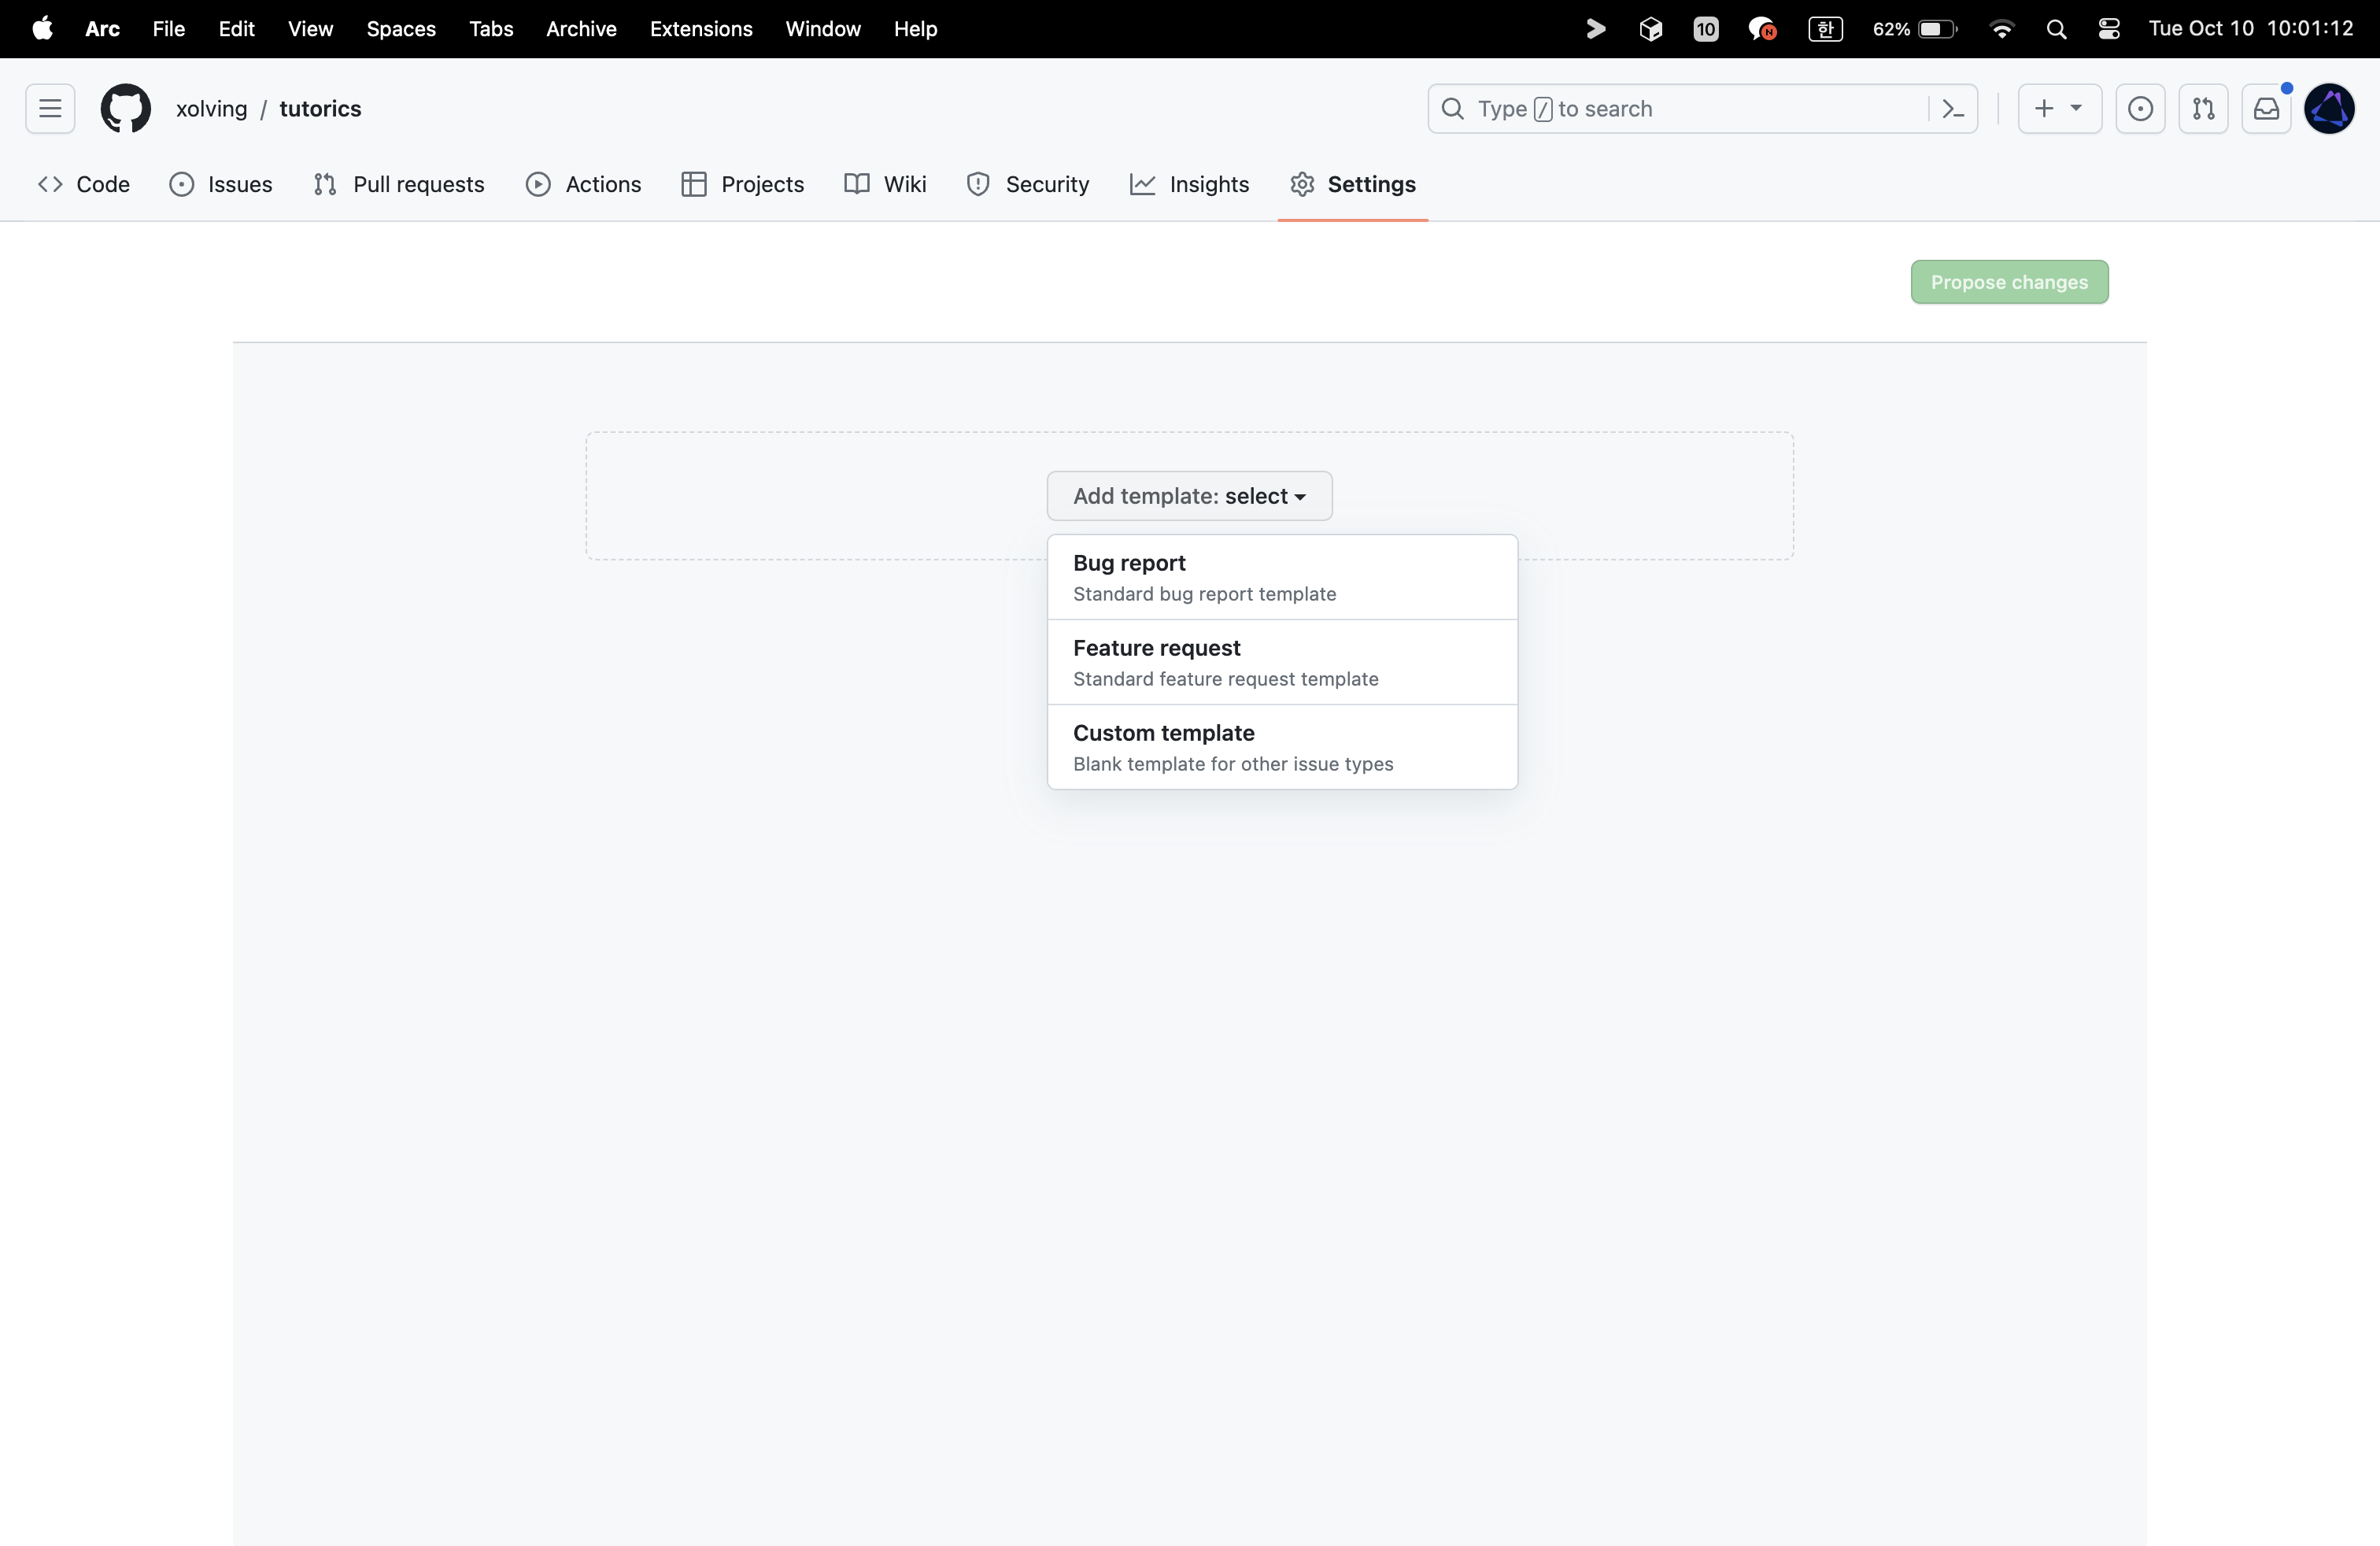 Arc File Edit View Spaces Tabs Archive Extensions Window Help 10 N 한 62% Tue Oct 10 10:01:12
xolving / tutorics Type / to search
Code Issues Pull requests Actions Projects Wiki Security Insights Settings
Propose changes
Add template: select
Bug report
Standard bug report template
Feature request
Standard feature request template
Custom template
Blank template for other issue types